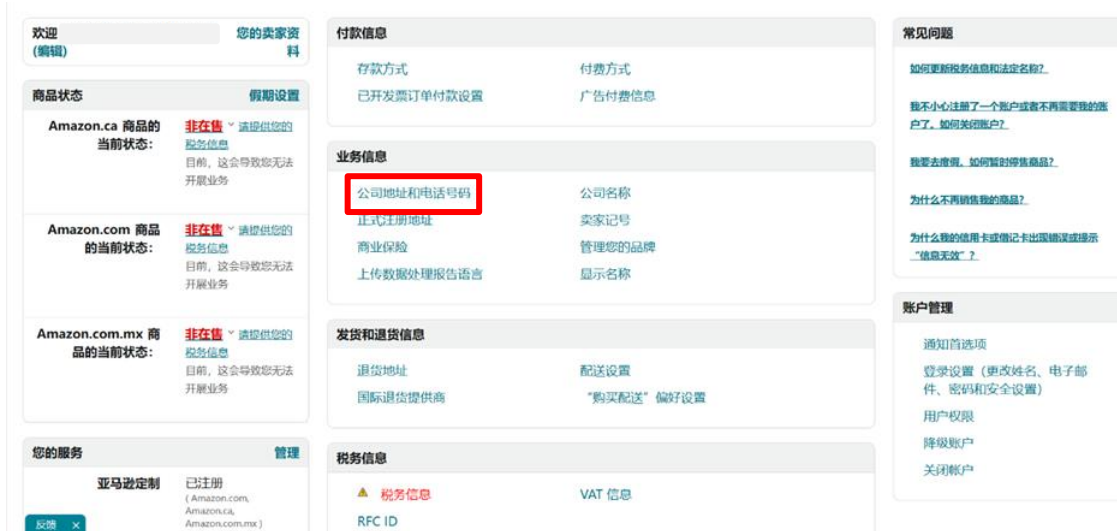 欢迎
(编辑)
您的卖家资
料
商品状态
假期设置
Amazon.ca 商品的
当前状态：
非在售
请提供您的
税务信息
目前，这会导致您无法
开展业务
Amazon.com 商品
的当前状态：
非在售
请提供您的
税务信息
目前，这会导致您无法
开展业务
Amazon.com.mx 商
品的当前状态：
非在售
请提供您的
税务信息
目前，这会导致您无法
开展业务
您的服务
管理
亚马逊定制
已注册
( Amazon.com,
Amazon.ca,
Amazon.com.mx )
反馈 ×
付款信息
存款方式
付费方式
已开发票订单付款设置
广告付费信息
业务信息
公司地址和电话号码
公司名称
正式注册地址
卖家记号
商业保险
管理您的品牌
上传数据处理报告语言
显示名称
发货和退货信息
退货地址
配送设置
国际退货提供商
“购买配送”偏好设置
税务信息
税务信息
VAT 信息
RFC ID
常见问题
如何更新税务信息和法定名称？
我不小心注册了一个账户或者不再需要我的账
户了。如何关闭账户？
我要去度假，如何暂时停售商品？
为什么不再销售我的商品？
为什么我的信用卡或借记卡出现错误或提示
“信息无效”？
账户管理
通知首选项
登录设置（更改姓名、电子邮
件、密码和安全设置）
用户权限
降级账户
关闭帐户